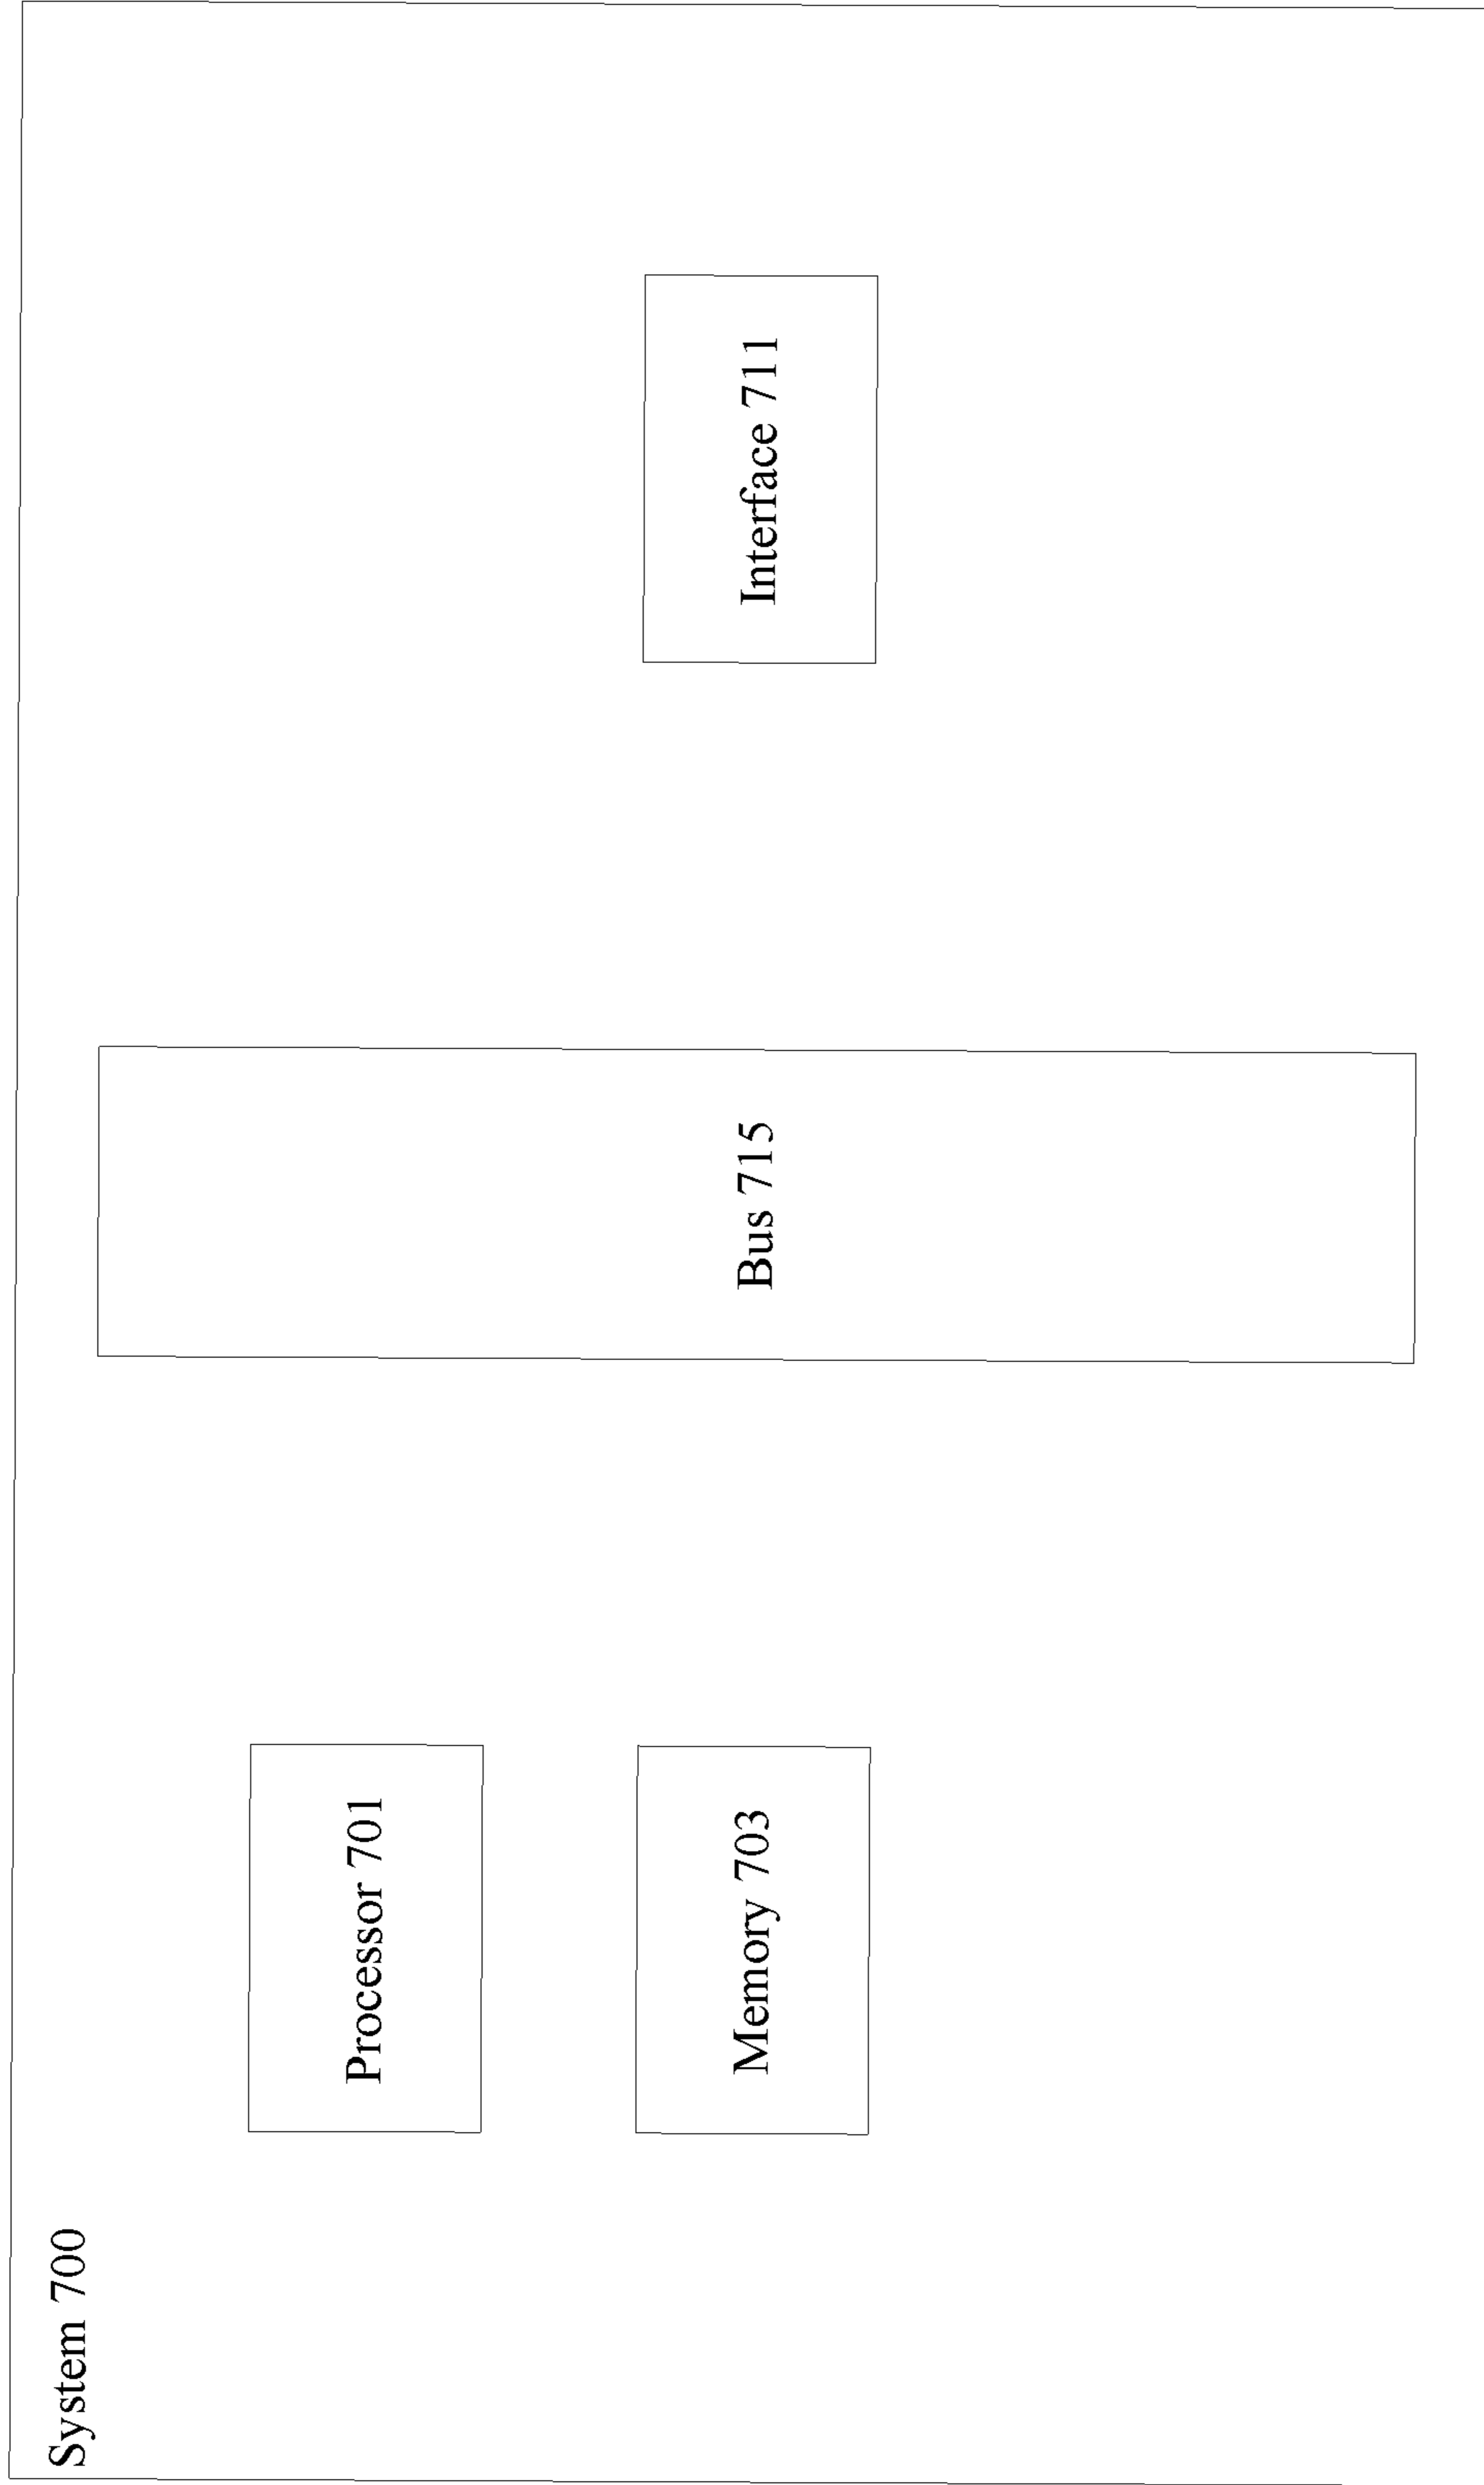 System 700
Processor 701
Memory 703
Bus 715
Interface 711